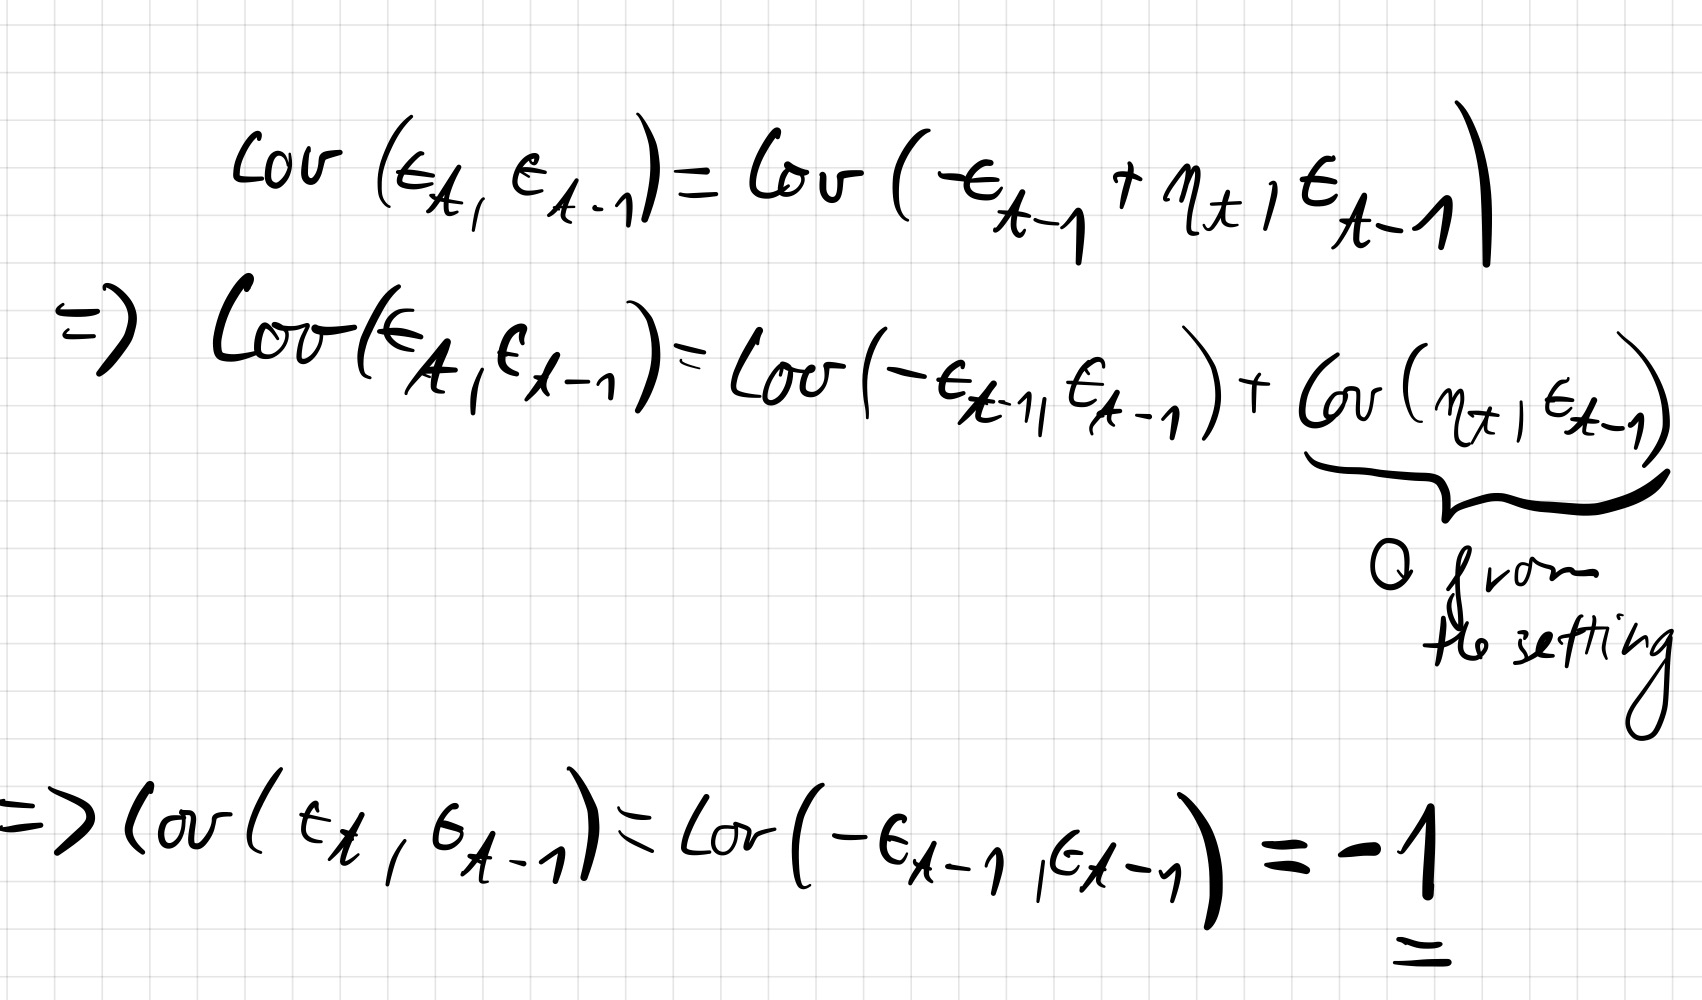 Cov (ϵ_t, ϵ_{t-1}) = Cov (-ϵ_{t-1} + η_t, ϵ_{t-1})
=> Cov (ϵ_t, ϵ_{t-1}) = Cov (-ϵ_{t-1}, ϵ_{t-1}) + Cov (η_t, ϵ_{t-1})
0 from
the setting
=> Cov (ϵ_t, ϵ_{t-1}) = Cov (-ϵ_{t-1}, ϵ_{t-1}) = -1